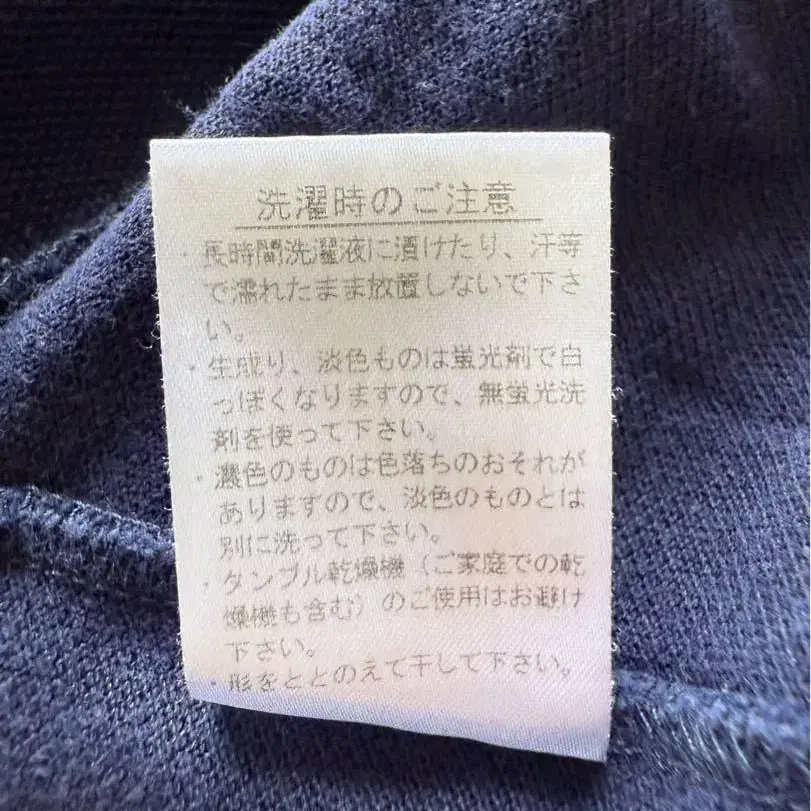 洗濯時のご注意
・長時間洗濯液に漬けたり、汗等
で濡れたまま放置しないで下さ
い。
・生成り、淡色ものは蛍光剤で白
っぽくなりますので、無蛍光洗
剤を使って下さい。
・濃色のものは色落ちのおそれが
ありますので、淡色のものとは
別に洗って下さい。
・タンブル乾燥機（ご家庭での乾
燥機も含む）のご使用はお避け
下さい。
・形をととのえて干して下さい。